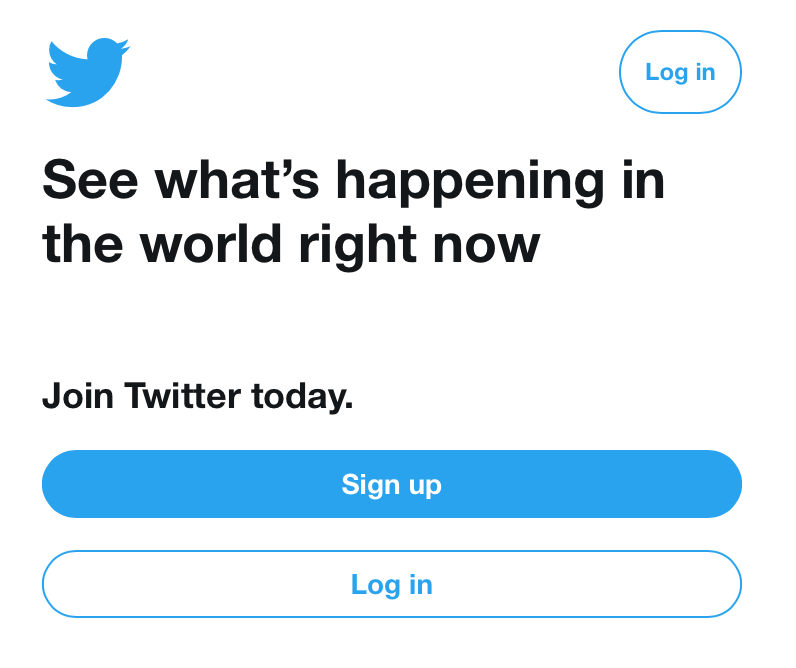 Log in
See what’s happening in
the world right now
Join Twitter today.
Sign up
Log in